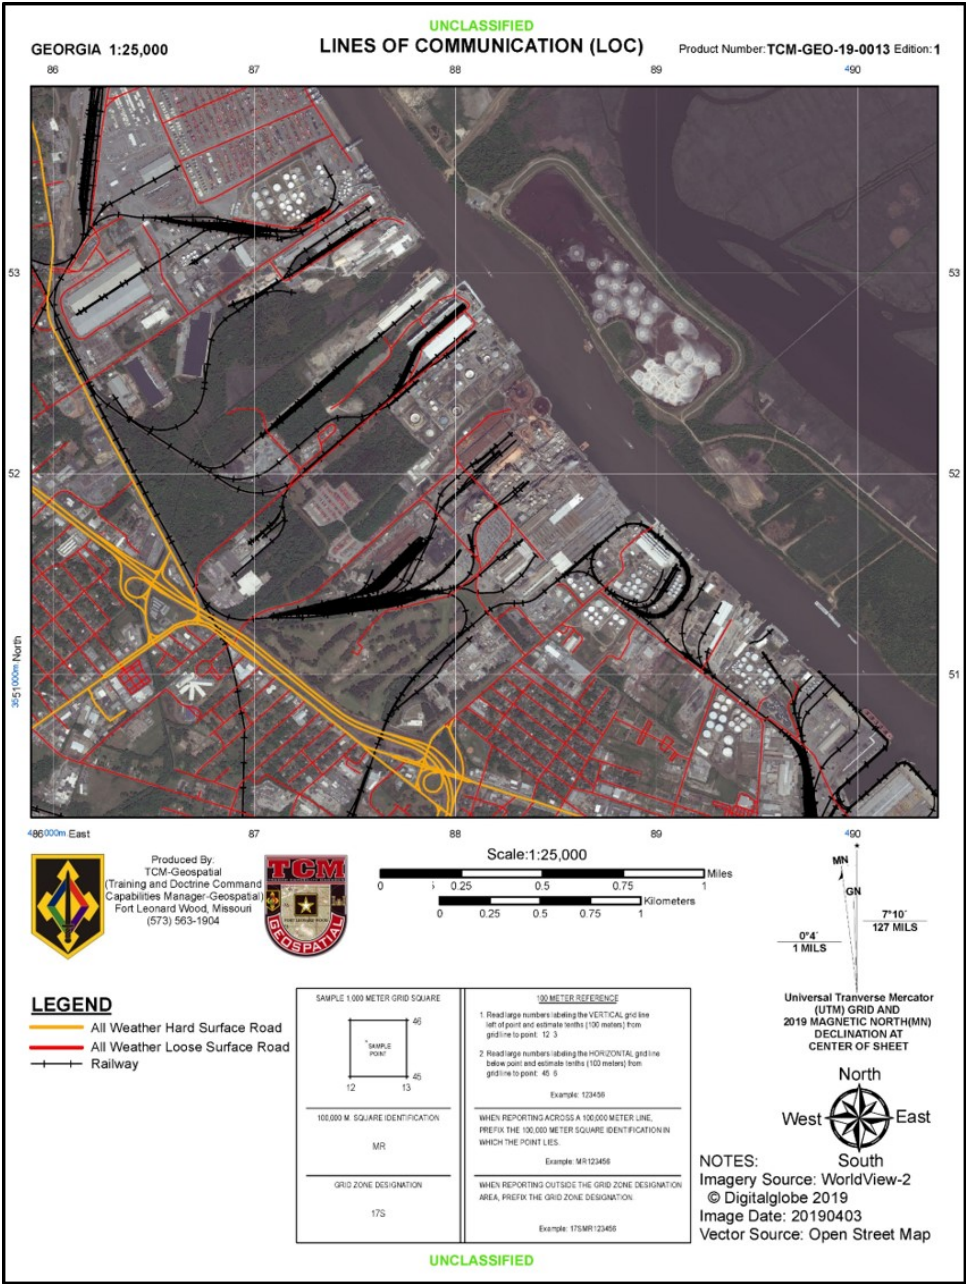 UNCLASSIFIED
GEORGIA 1:25,000
LINES OF COMMUNICATION (LOC)
Product Number: TCM-GEO-19-0013 Edition: 1
86 87 88 89 490
53 53
52 52
51
3551000m North
51
486000m East 87 88 89 490
Produced By:
TCM-Geospatial
(Training and Doctrine Command
Capabilities Manager-Geospatial)
Fort Leonard Wood, Missouri
(573) 563-1904
TCM
FORT LEONARD WOOD
GEOSPATIAL
Scale:1:25,000
Miles
0 0.25 0.5 0.75 1
Kilometers
0 0.25 0.5 0.75 1
MN
GN
0°4´
1 MILS
7°10´
127 MILS
Universal Tranverse Mercator
(UTM) GRID AND
2019 MAGNETIC NORTH(MN)
DECLINATION AT
CENTER OF SHEET
LEGEND
All Weather Hard Surface Road
All Weather Loose Surface Road
Railway
SAMPLE 1,000 METER GRID SQUARE
46
SAMPLE
POINT
45
12 13
100,000 M. SQUARE IDENTIFICATION
MR
GRID ZONE DESIGNATION
17S
100 METER REFERENCE
1. Read large numbers labeling the VERTICAL grid line
left of point and estimate tenths (100 meters) from
gridline to point: 12 3
2. Read large numbers labeling the HORIZONTAL grid line
below point and estimate tenths (100 meters) from
gridline to point: 45 6
Example: 123456
WHEN REPORTING ACROSS A 100,000 METER LINE,
PREFIX THE 100,000 METER SQUARE IDENTIFICATION IN
WHICH THE POINT LIES.
Example: MR123456
WHEN REPORTING OUTSIDE THE GRID ZONE DESIGNATION
AREA, PREFIX THE GRID ZONE DESIGNATION.
Example: 17SMR123456
North
West East
South
NOTES:
Imagery Source: WorldView-2
© Digitalglobe 2019
Image Date: 20190403
Vector Source: Open Street Map
UNCLASSIFIED